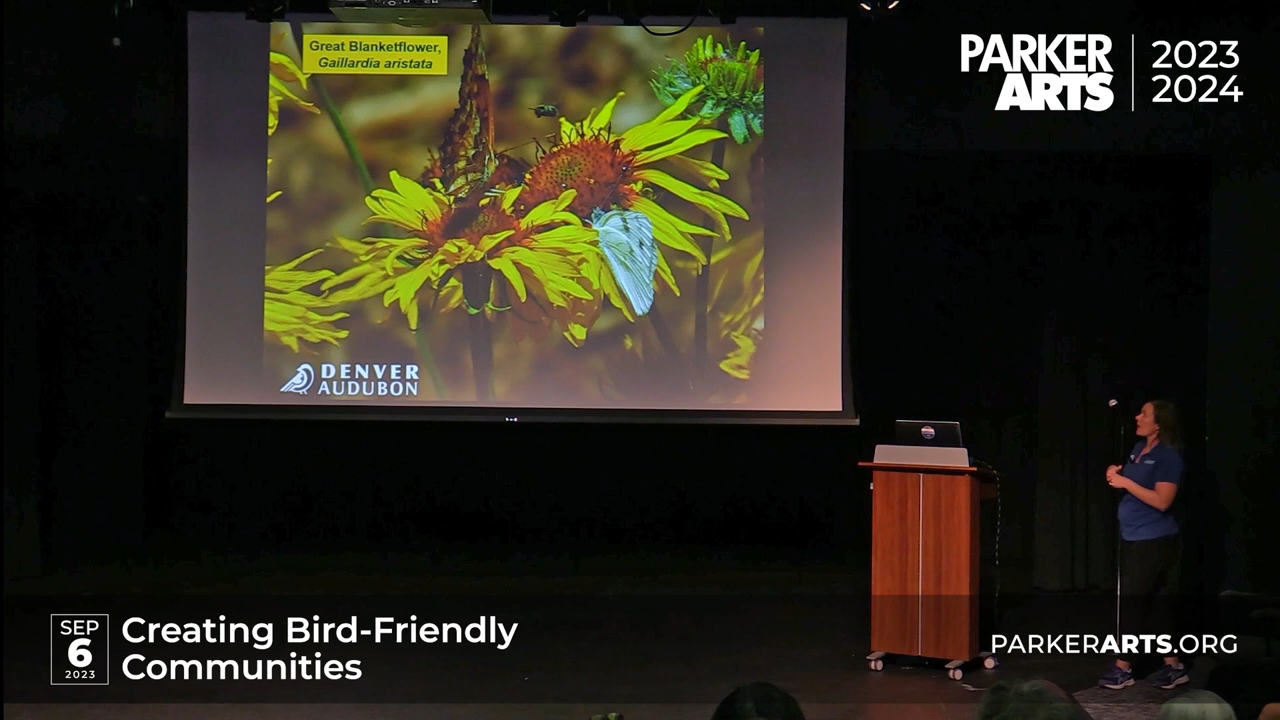 Great Blanketflower,
Gaillardia aristata
DENVER
AUDUBON
PARKER
ARTS
2023
2024
SEP
6
2023
Creating Bird-Friendly
Communities
PARKERARTS.ORG